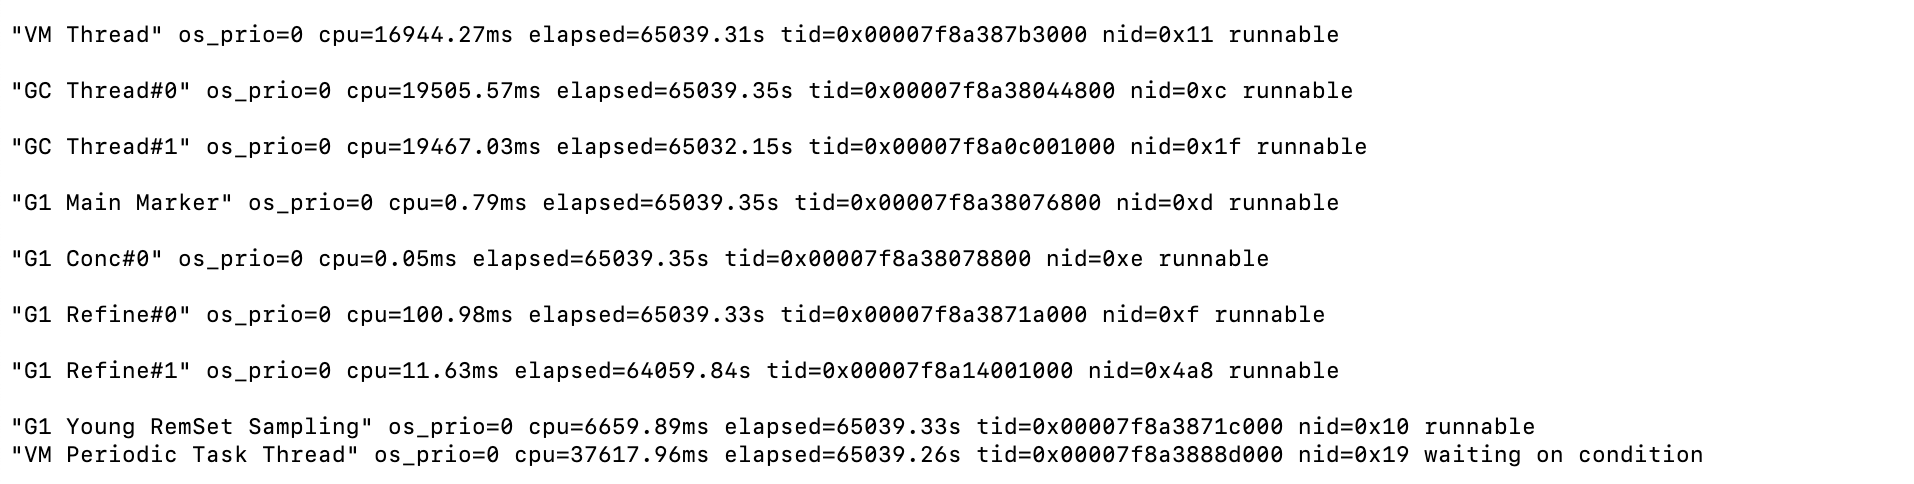 "VM Thread" os_prio=0 cpu=16944.27ms elapsed=65039.31s tid=0x00007f8a387b3000 nid=0x11 runnable
"GC Thread#0" os_prio=0 cpu=19505.57ms elapsed=65039.35s tid=0x00007f8a38044800 nid=0xc runnable
"GC Thread#1" os_prio=0 cpu=19467.03ms elapsed=65032.15s tid=0x00007f8a0c001000 nid=0x1f runnable
"G1 Main Marker" os_prio=0 cpu=0.79ms elapsed=65039.35s tid=0x00007f8a38076800 nid=0xd runnable
"G1 Conc#0" os_prio=0 cpu=0.05ms elapsed=65039.35s tid=0x00007f8a38078800 nid=0xe runnable
"G1 Refine#0" os_prio=0 cpu=100.98ms elapsed=65039.33s tid=0x00007f8a3871a000 nid=0xf runnable
"G1 Refine#1" os_prio=0 cpu=11.63ms elapsed=64059.84s tid=0x00007f8a14001000 nid=0x4a8 runnable
"G1 Young RemSet Sampling" os_prio=0 cpu=6659.89ms elapsed=65039.33s tid=0x00007f8a3871c000 nid=0x10 runnable
"VM Periodic Task Thread" os_prio=0 cpu=37617.96ms elapsed=65039.26s tid=0x00007f8a3888d000 nid=0x19 waiting on condition